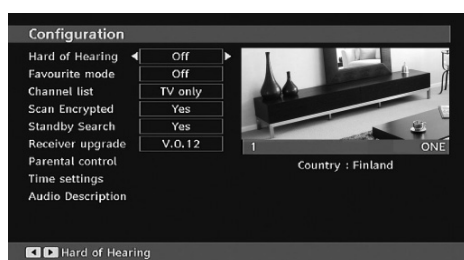 Configuration
Hard of Hearing Off
Favourite mode Off
Channel list TV only
Scan Encrypted Yes
Standby Search Yes
Receiver upgrade V.0.12
Parental control
Time settings
Audio Description
1 ONE
Country : Finland
Hard of Hearing